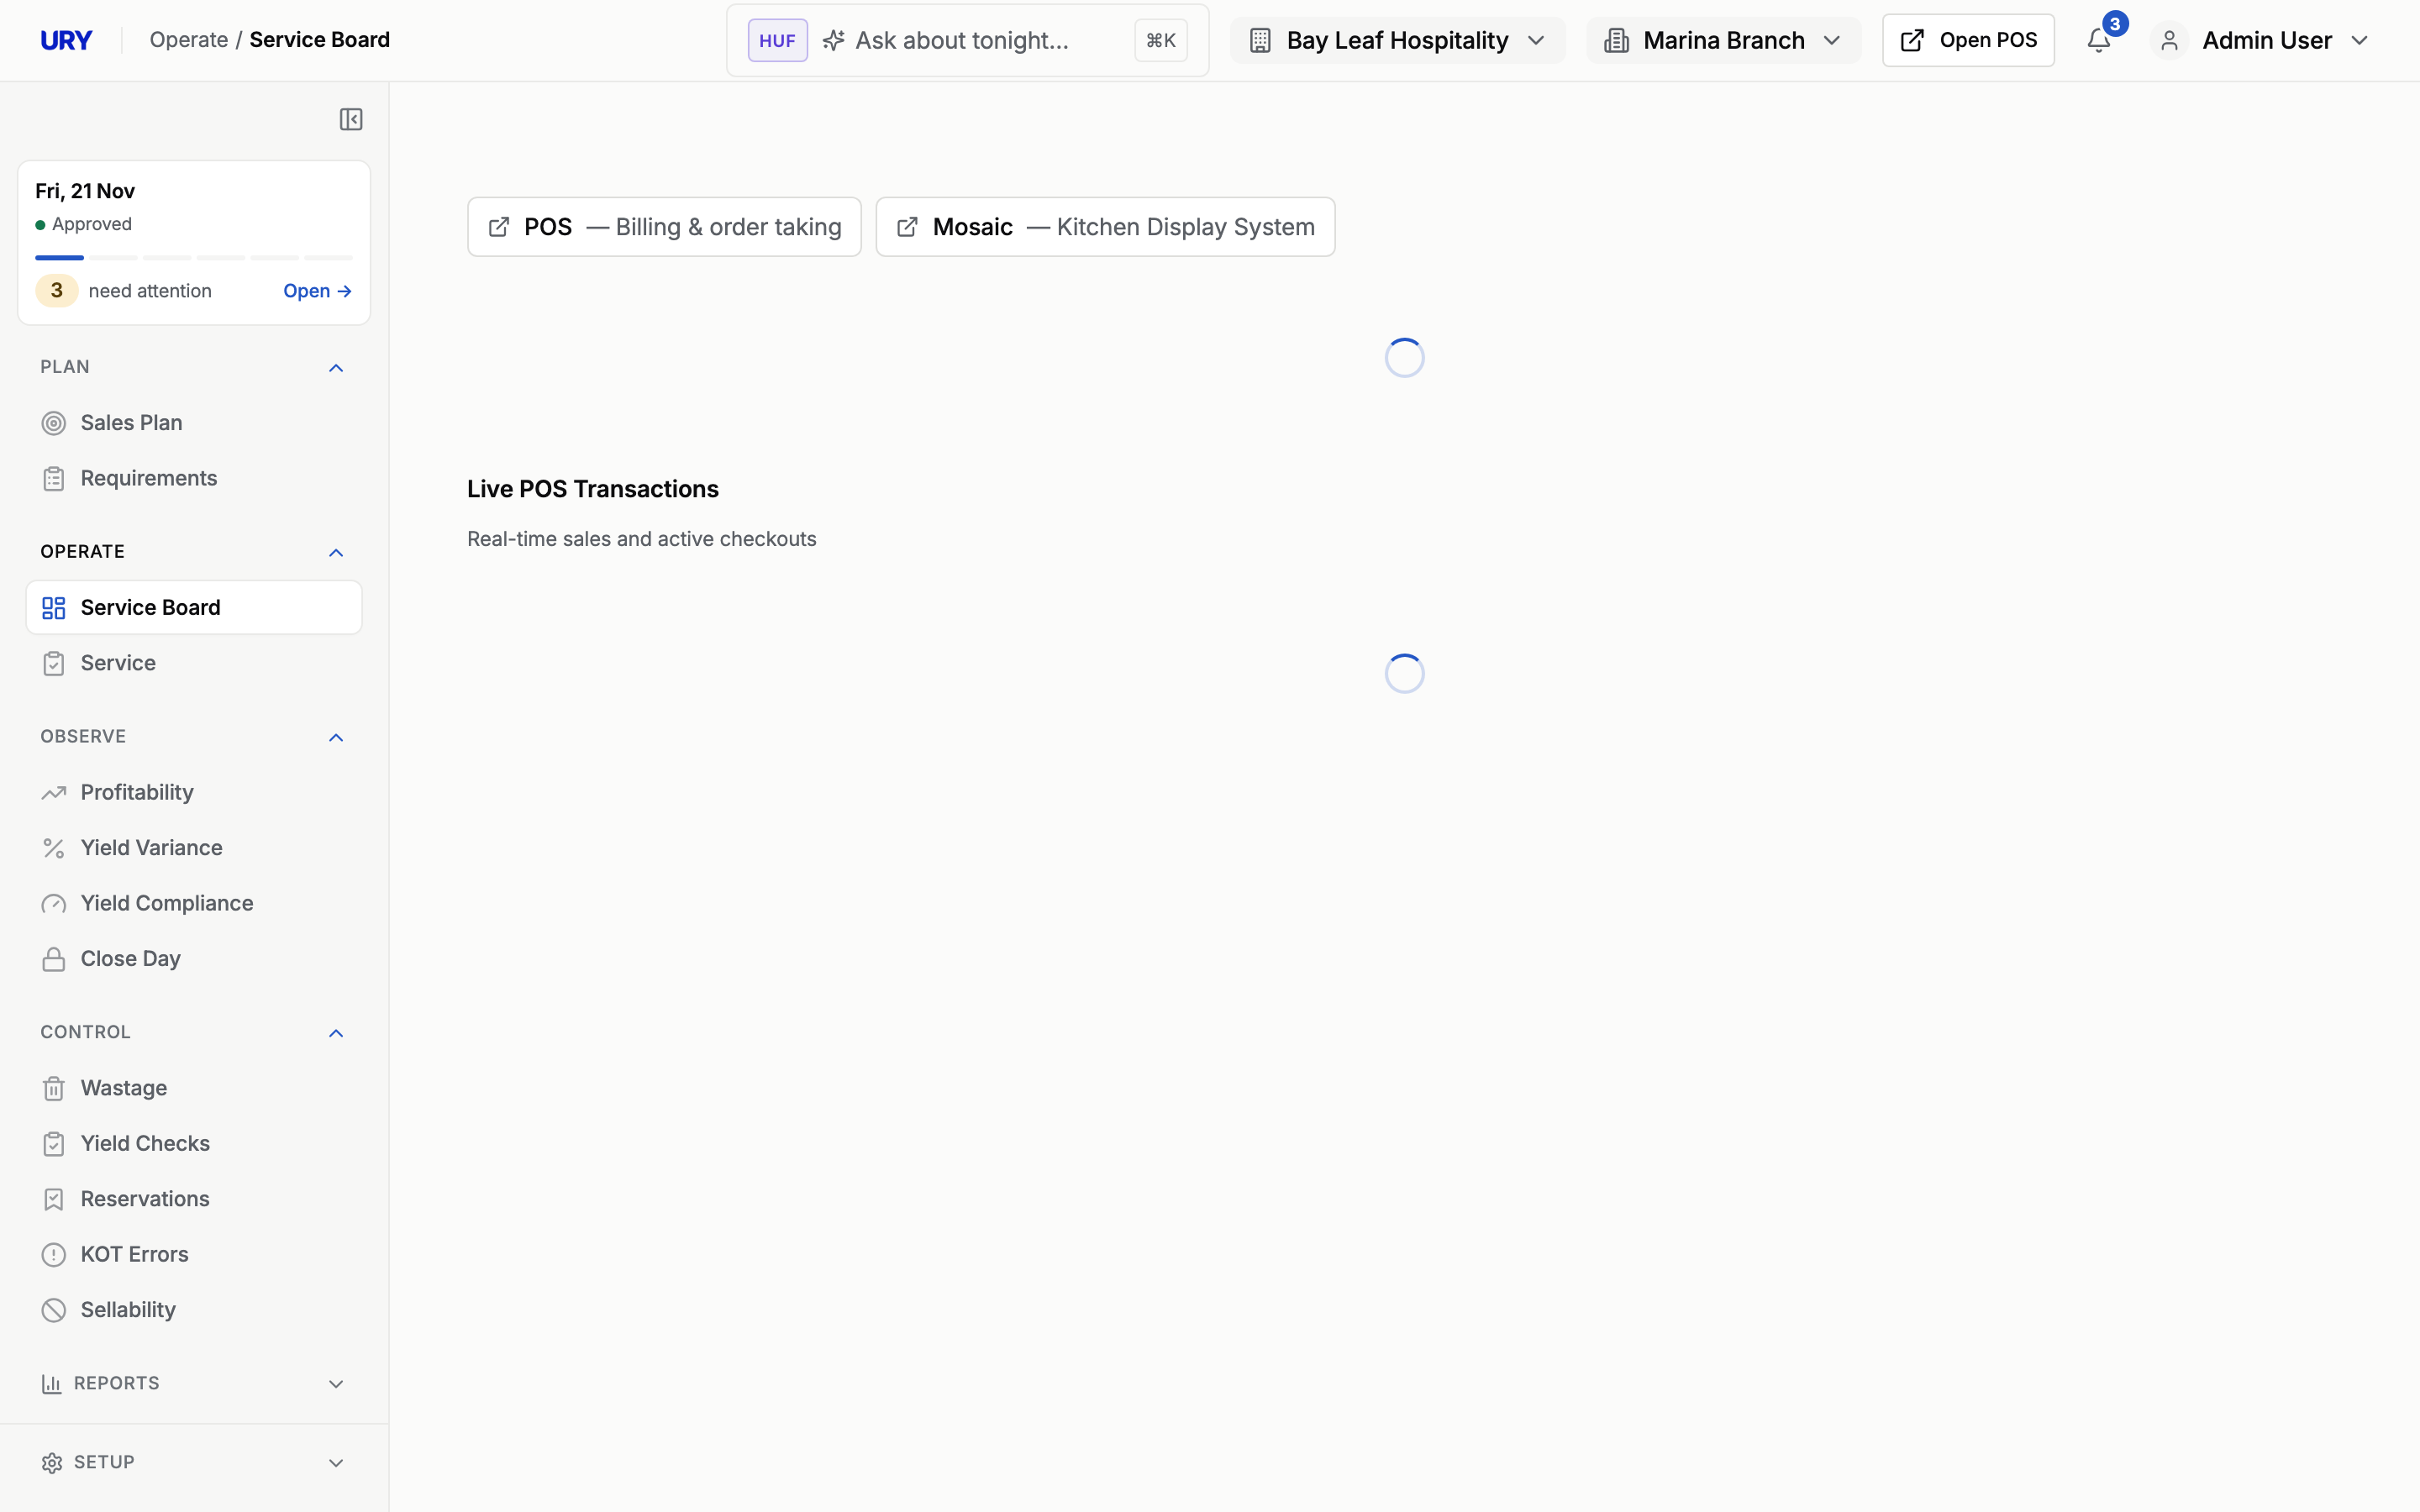 URY
Operate / Service Board
HUF Ask about tonight... ⌘K
Bay Leaf Hospitality
Marina Branch
Open POS
3
Admin User
Fri, 21 Nov
Approved
3 need attention Open →
PLAN
Sales Plan
Requirements
OPERATE
Service Board
Service
OBSERVE
Profitability
Yield Variance
Yield Compliance
Close Day
CONTROL
Wastage
Yield Checks
Reservations
KOT Errors
Sellability
REPORTS
SETUP
POS — Billing & order taking
Mosaic — Kitchen Display System
Live POS Transactions
Real-time sales and active checkouts